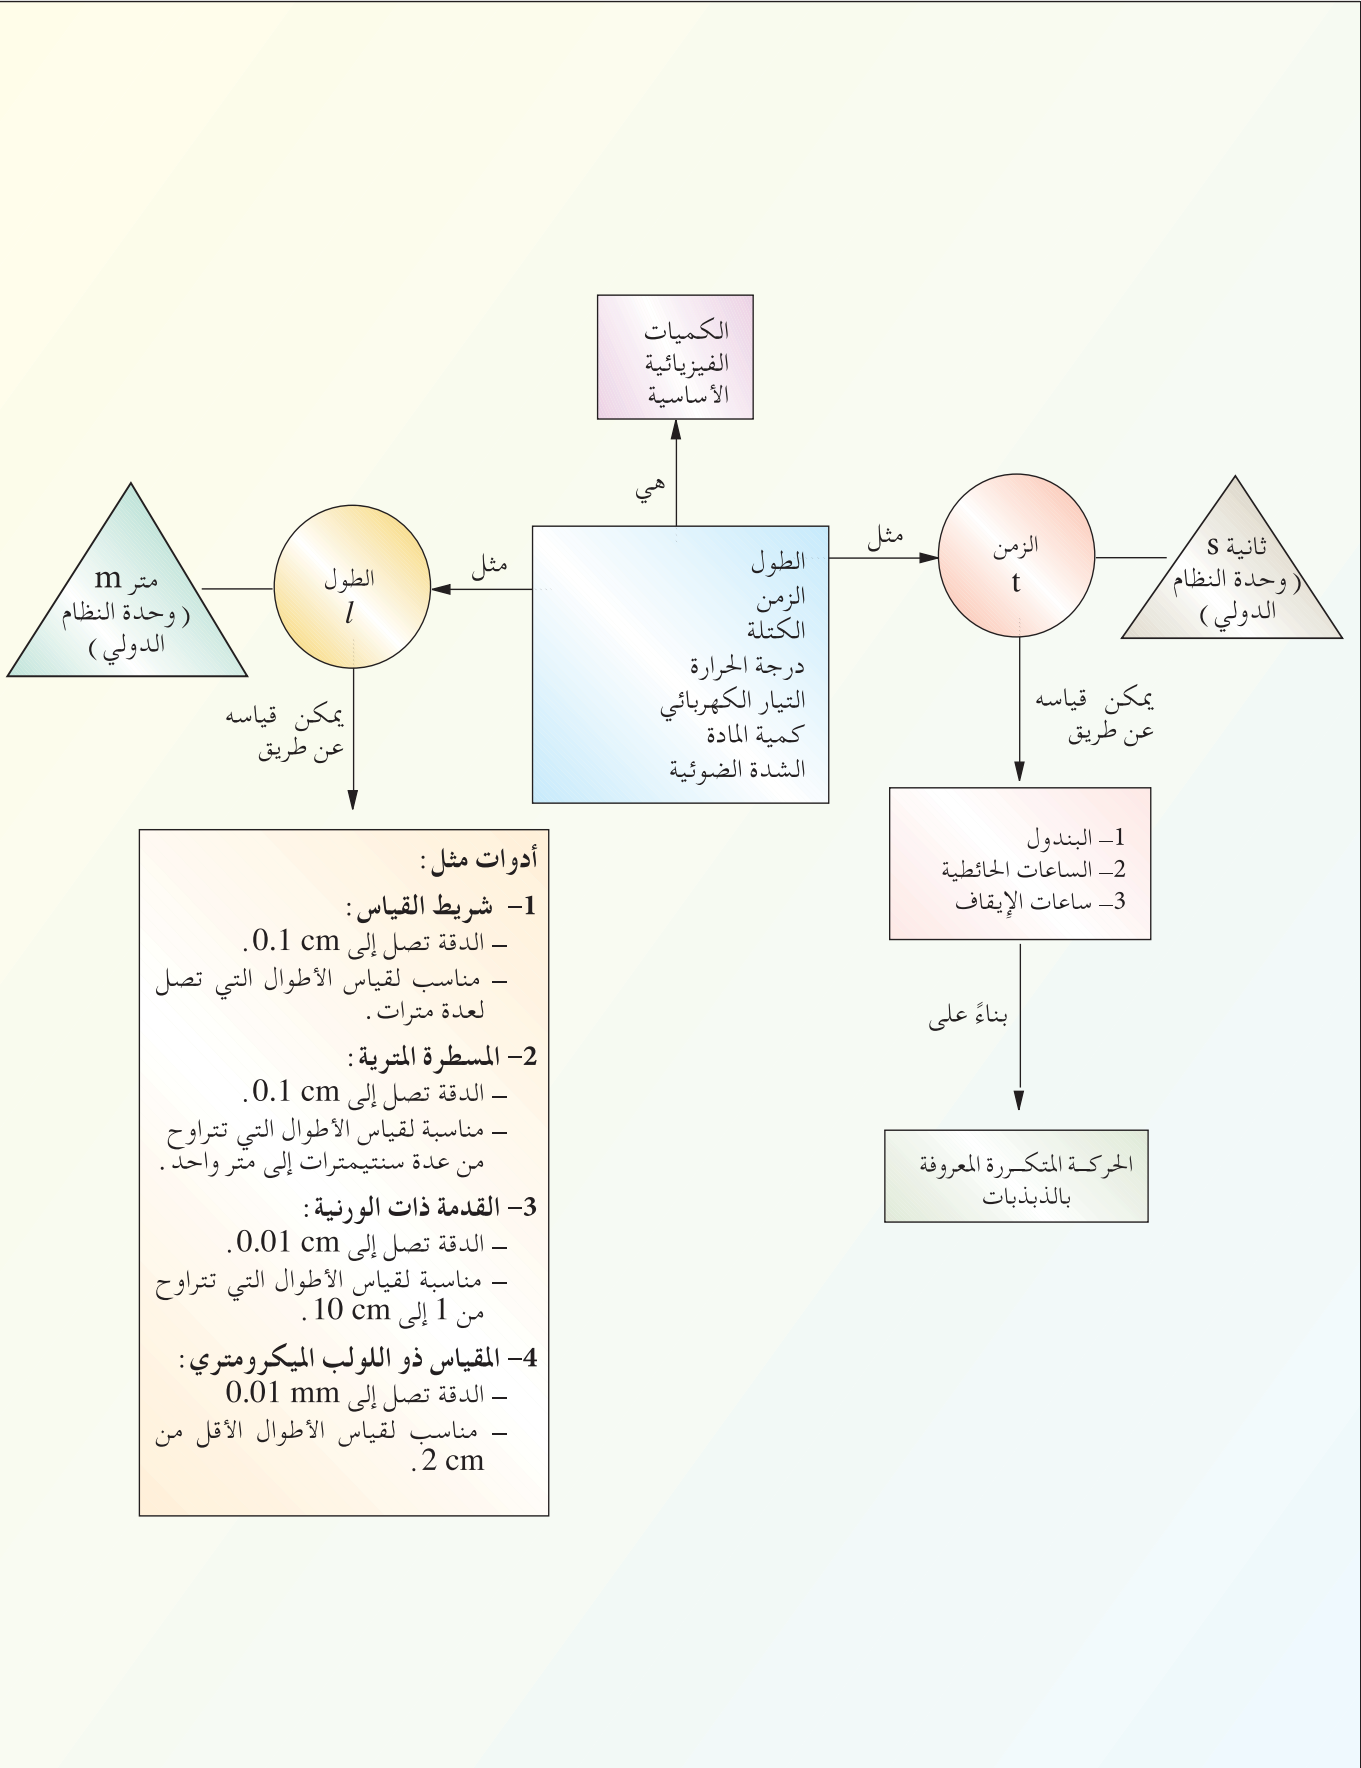 الكميات
الفيزيائية
الأساسية
هي
الطول
الزمن
الكتلة
درجة الحرارة
التيار الكهربائي
كمية المادة
الشدة الضوئية
مثل
الزمن
t
ثانية s
(وحدة النظام
الدولي)
يمكن قياسه
عن طريق
1– البندول
2– الساعات الحائطية
3– ساعات الإيقاف
بناءً على
الحركة المتكررة المعروفة
بالذبذبات
مثل
الطول
l
متر m
(وحدة النظام
الدولي)
يمكن قياسه
عن طريق
أدوات مثل:
1– شريط القياس:
– الدقة تصل إلى 0.1 cm.
– مناسب لقياس الأطوال التي تصل
لعدة مترات.
2– المسطرة المترية:
– الدقة تصل إلى 0.1 cm.
– مناسبة لقياس الأطوال التي تتراوح
من عدة سنتيمترات إلى متر واحد.
3– القدمة ذات الورنية:
– الدقة تصل إلى 0.01 cm.
– مناسبة لقياس الأطوال التي تتراوح
من 1 إلى 10 cm.
4– المقياس ذو اللولب الميكرومتري:
– الدقة تصل إلى 0.01 mm
– مناسب لقياس الأطوال الأقل من
2 cm.